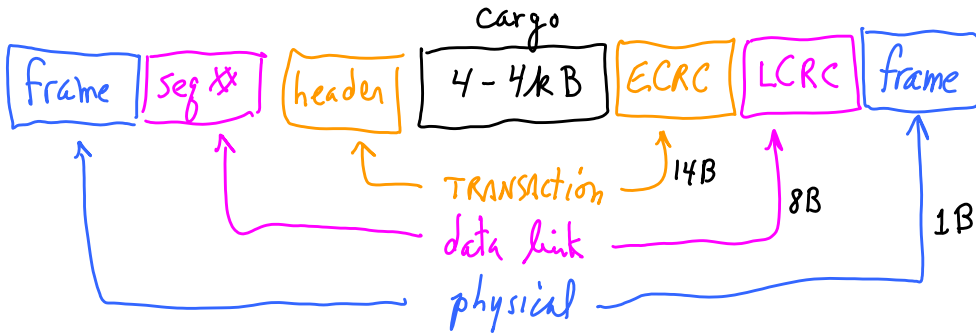 cargo
frame seq ## header 4-4kB ECRC LCRC frame
TRANSACTION 14B
data link 8B
physical 1B